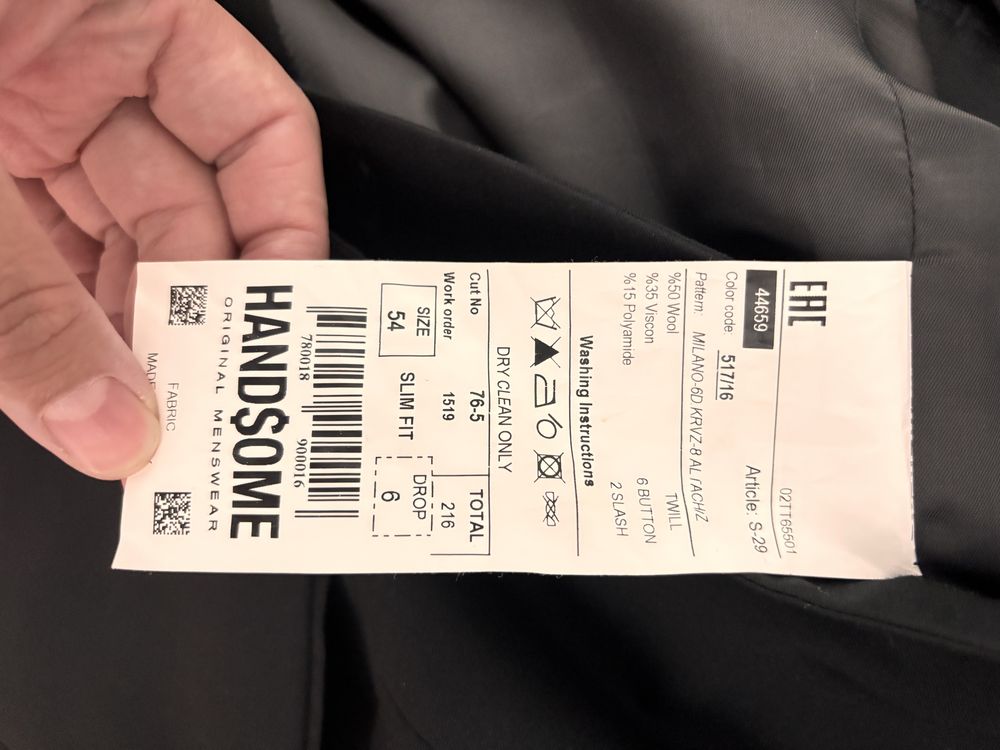 EAC
02TT65501
44659
Article: S-29
Color code: 517/16
Pattern: MILANO-6D KRVZ-8 AL TACHIZ
%50 Wool TWILL
%35 Viscon 6 BUTTON
%15 Polyamide 2 SLASH
Washing Instructions
DRY CLEAN ONLY
Cut No 76-5 TOTAL
Work order 1519 216
SIZE
54
SLIM FIT
DROP
6
780018 900016
HAND$OME
ORIGINAL MENSWEAR
FABRIC